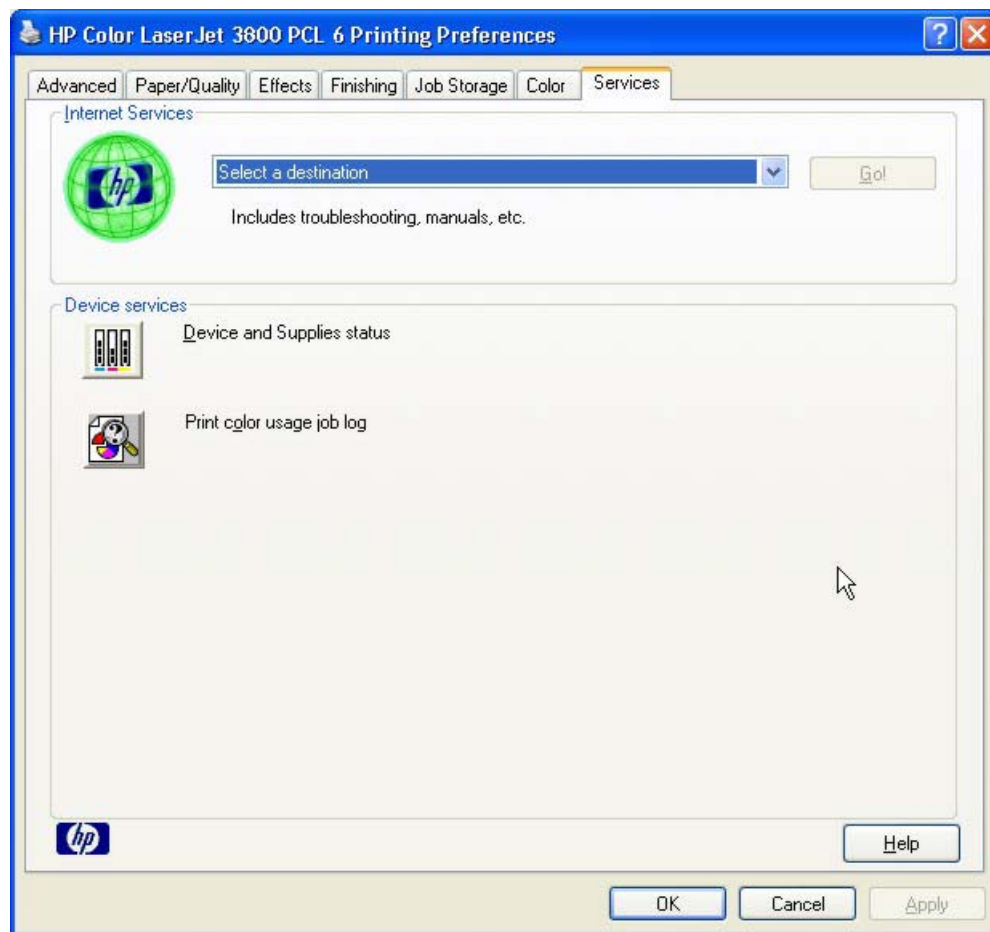 HP Color LaserJet 3800 PCL 6 Printing Preferences
Advanced Paper/Quality Effects Finishing Job Storage Color Services
Internet Services
hp
Select a destination
Go!
Includes troubleshooting, manuals, etc.
Device services
Device and Supplies status
Print color usage job log
hp
Help
OK Cancel Apply